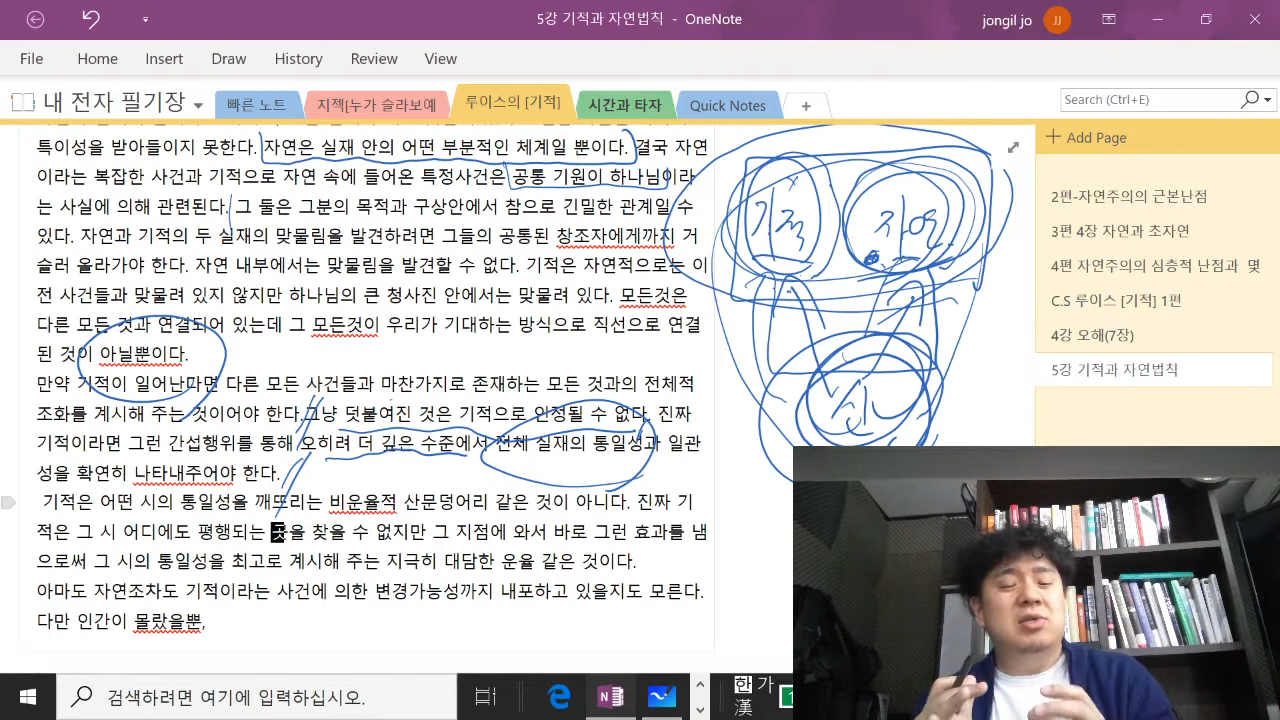 5강 기적과 자연법칙 - OneNote
jongil jo JJ
File Home Insert Draw History Review View
내 전자 필기장 빠른 노트 지젝[누가 슬라보예 루이스의 [기적] 시간과 타자 Quick Notes + Search (Ctrl+E)
특이성을 받아들이지 못한다. 자연은 실재 안의 어떤 부분적인 체계일 뿐이다. 결국 자연
이라는 복잡한 사건과 기적으로 자연 속에 들어온 특정사건은 공통 기원이 하나님이라
는 사실에 의해 관련된다. 그 둘은 그분의 목적과 구상안에서 참으로 긴밀한 관계일 수
있다. 자연과 기적의 두 실재의 맞물림을 발견하려면 그들의 공통된 창조자에게까지 거
슬러 올라가야 한다. 자연 내부에서는 맞물림을 발견할 수 없다. 기적은 자연적으로는 이
전 사건들과 맞물려 있지 않지만 하나님의 큰 청사진 안에서는 맞물려 있다. 모든것은
다른 모든 것과 연결되어 있는데 그 모든것이 우리가 기대하는 방식으로 직선으로 연결
된 것이 아닐뿐이다.
만약 기적이 일어난다면 다른 모든 사건들과 마찬가지로 존재하는 모든 것과의 전체적
조화를 계시해 주는 것이어야 한다.그냥 덧붙여진 것은 기적으로 인정될 수 없다. 진짜
기적이라면 그런 간섭행위를 통해 오히려 더 깊은 수준에서 전체 실재의 통일성과 일관
성을 확연히 나타내주어야 한다.
기적은 어떤 시의 통일성을 깨뜨리는 비운율적 산문덩어리 같은 것이 아니다. 진짜 기
적은 그 시 어디에도 평행되는 곳을 찾을 수 없지만 그 지점에 와서 바로 그런 효과를 냄
으로써 그 시의 통일성을 최고로 계시해 주는 지극히 대담한 운율 같은 것이다.
아마도 자연조차도 기적이라는 사건에 의한 변경가능성까지 내포하고 있을지도 모른다.
다만 인간이 몰랐을뿐,
기적 자연
신
+ Add Page
2편-자연주의의 근본난점
3편 4장 자연과 초자연
4편 자연주의의 심층적 난점과 몇
C.S 루이스 [기적] 1편
4강 오해(7장)
5강 기적과 자연법칙
검색하려면 여기에 입력하십시오.
한 가
漢
1